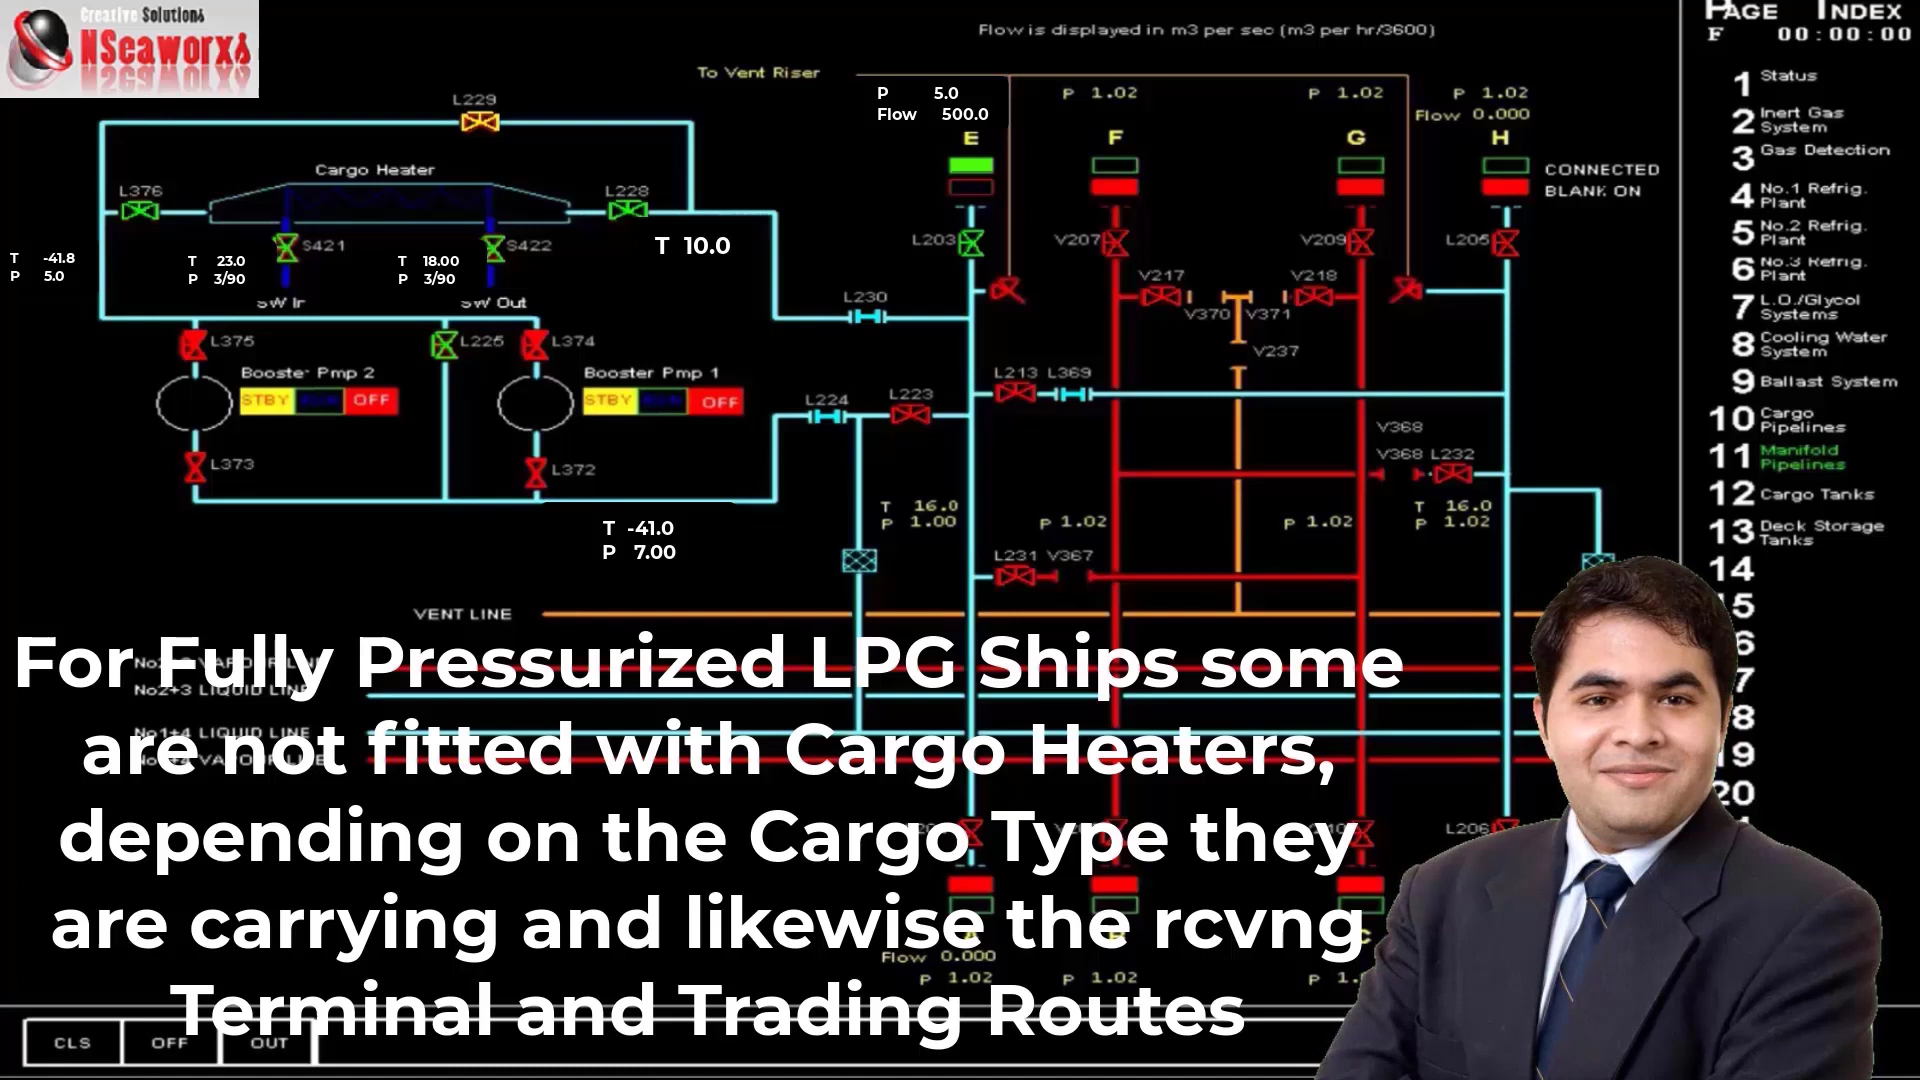 Creative Solutions
NSeaworxs
Flow is displayed in m3 per sec (m3 per hr/3600)
PAGE INDEX
F 00:00:00
To Vent Riser
P 5.0
Flow 500.0
P 1.02
P 1.02
P 1.02
Flow 0.000
E F G H
CONNECTED
BLANK ON
L229
Cargo Heater
L376
L228
S421
S422
T 10.0
T -41.8
P 5.0
T 23.0
P 3/90
T 18.00
P 3/90
SW In
SW Out
L203
V207
V209
L205
V217
V218
V370
V371
V237
L230
L375
L225
L374
Booster Pmp 2
STBY
OFF
Booster Pmp 1
STBY
OFF
L213
L369
L224
L223
V368
V368
L232
L373
L372
T -41.0
P 7.00
T 16.0
P 1.00
P 1.02
P 1.02
T 16.0
P 1.02
L231
V367
VENT LINE
No2+3 LIQUID LINE
No1+4 LIQUID LINE
For Fully Pressurized LPG Ships some
are not fitted with Cargo Heaters,
depending on the Cargo Type they
are carrying and likewise the rcvng
Terminal and Trading Routes
L206
Flow 0.000
P 1.02
P 1.02
CLS
OFF
OUT
1 Status
2 Inert Gas
System
3 Gas Detection
4 No.1 Refrig.
Plant
5 No.2 Refrig.
Plant
6 No.3 Refrig.
Plant
7 L.O./Glycol
Systems
8 Cooling Water
System
9 Ballast System
10 Cargo
Pipelines
11 Manifold
Pipelines
12 Cargo Tanks
13 Deck Storage
Tanks
14